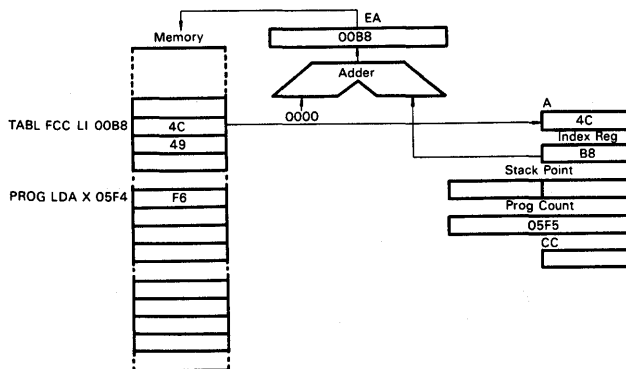 EA
Memory
00B8
Adder
0000
A
TABL FCC LI 00B8
4C
4C
49
Index Reg
B8
Stack Point
PROG LDA X 05F4
F6
Prog Count
05F5
CC